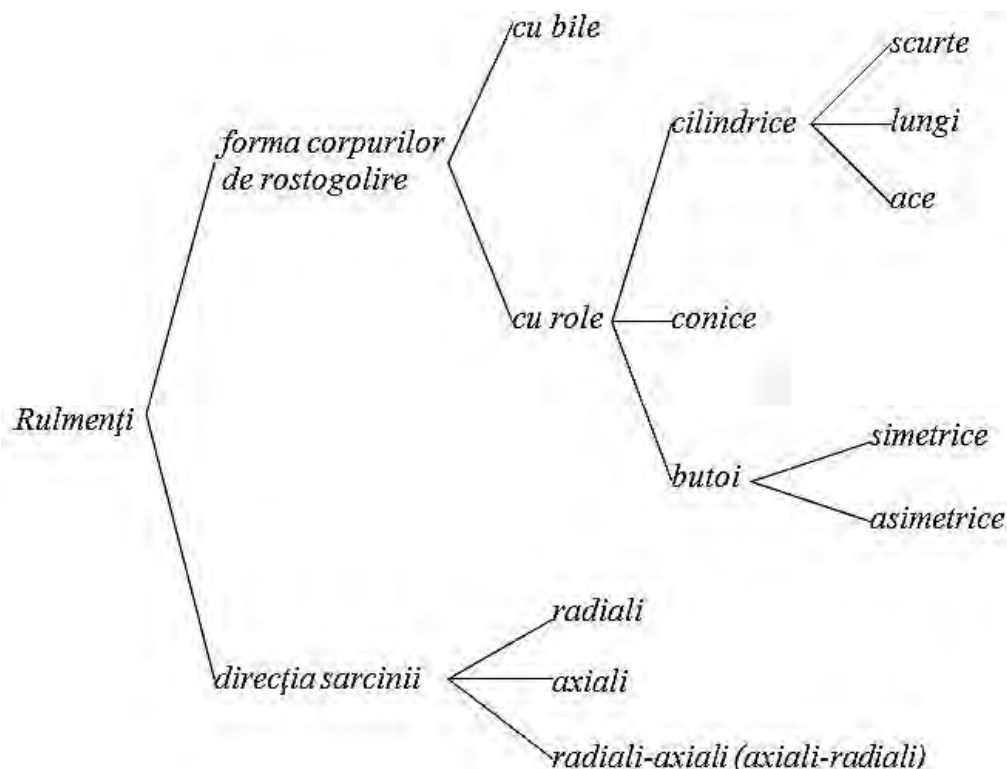 cu bile
scurte
cilindrice
lungi
forma corpurilor
de rostogolire
ace
cu role
conice
Rulmenţi
simetrice
butoi
asimetrice
radiali
direcţia sarcinii
axiali
radiali-axiali (axiali-radiali)